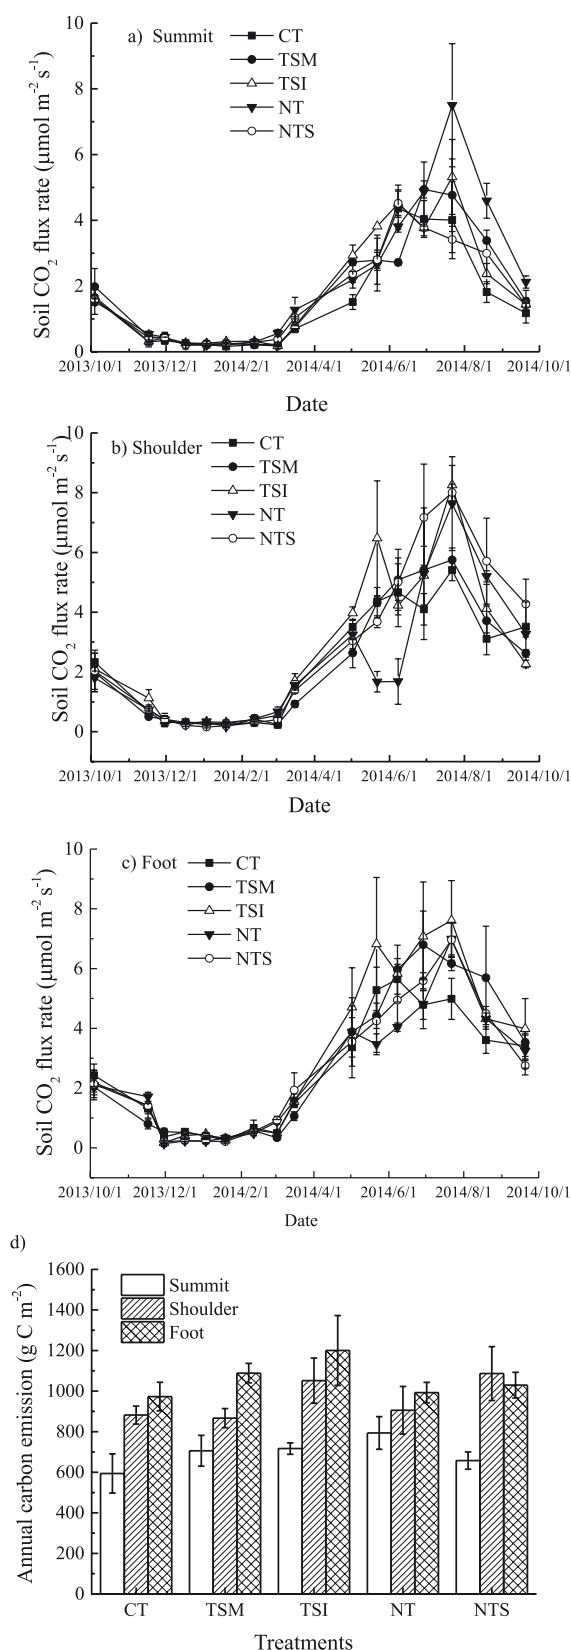 a) Summit
CT
TSM
TSI
NT
NTS
Soil CO₂ flux rate (μmol m⁻² s⁻¹)
10
8
6
4
2
0
2013/10/1 2013/12/1 2014/2/1 2014/4/1 2014/6/1 2014/8/1 2014/10/1
Date
b) Shoulder
CT
TSM
TSI
NT
NTS
Soil CO₂ flux rate (μmol m⁻² s⁻¹)
10
8
6
4
2
0
2013/10/1 2013/12/1 2014/2/1 2014/4/1 2014/6/1 2014/8/1 2014/10/1
Date
c) Foot
CT
TSM
TSI
NT
NTS
Soil CO₂ flux rate (μmol m⁻² s⁻¹)
10
8
6
4
2
0
2013/10/1 2013/12/1 2014/2/1 2014/4/1 2014/6/1 2014/8/1 2014/10/1
Date
d)
Summit
Shoulder
Foot
Annual carbon emission (g C m⁻²)
1600
1400
1200
1000
800
600
400
200
0
CT TSM TSI NT NTS
Treatments